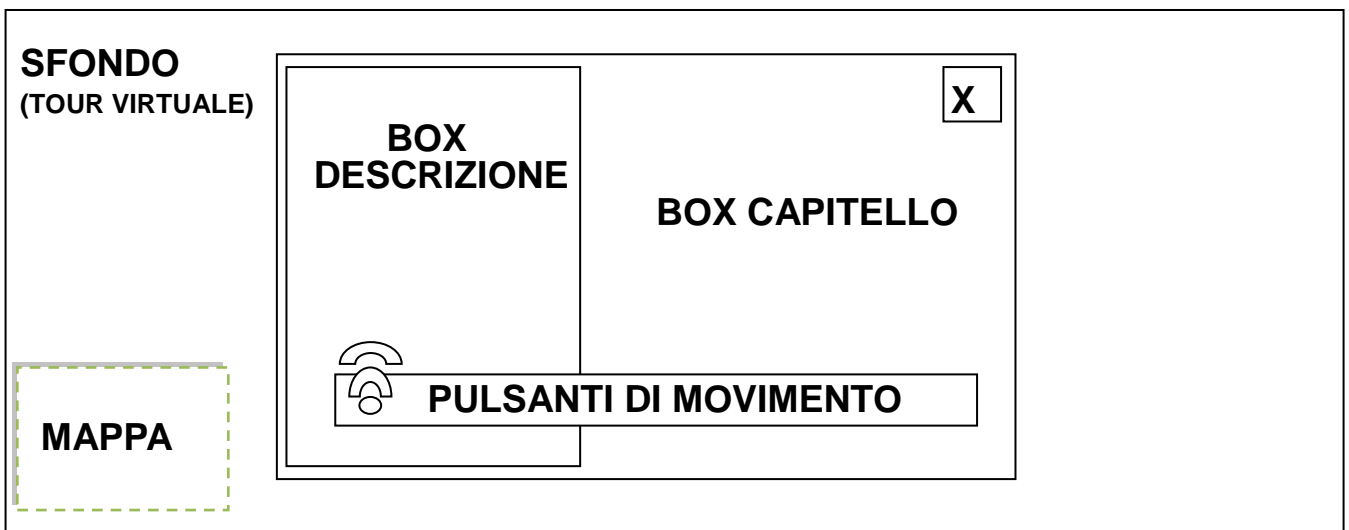 SFONDO
(TOUR VIRTUALE)
X
BOX
DESCRIZIONE
BOX CAPITELLO
PULSANTI DI MOVIMENTO
MAPPA